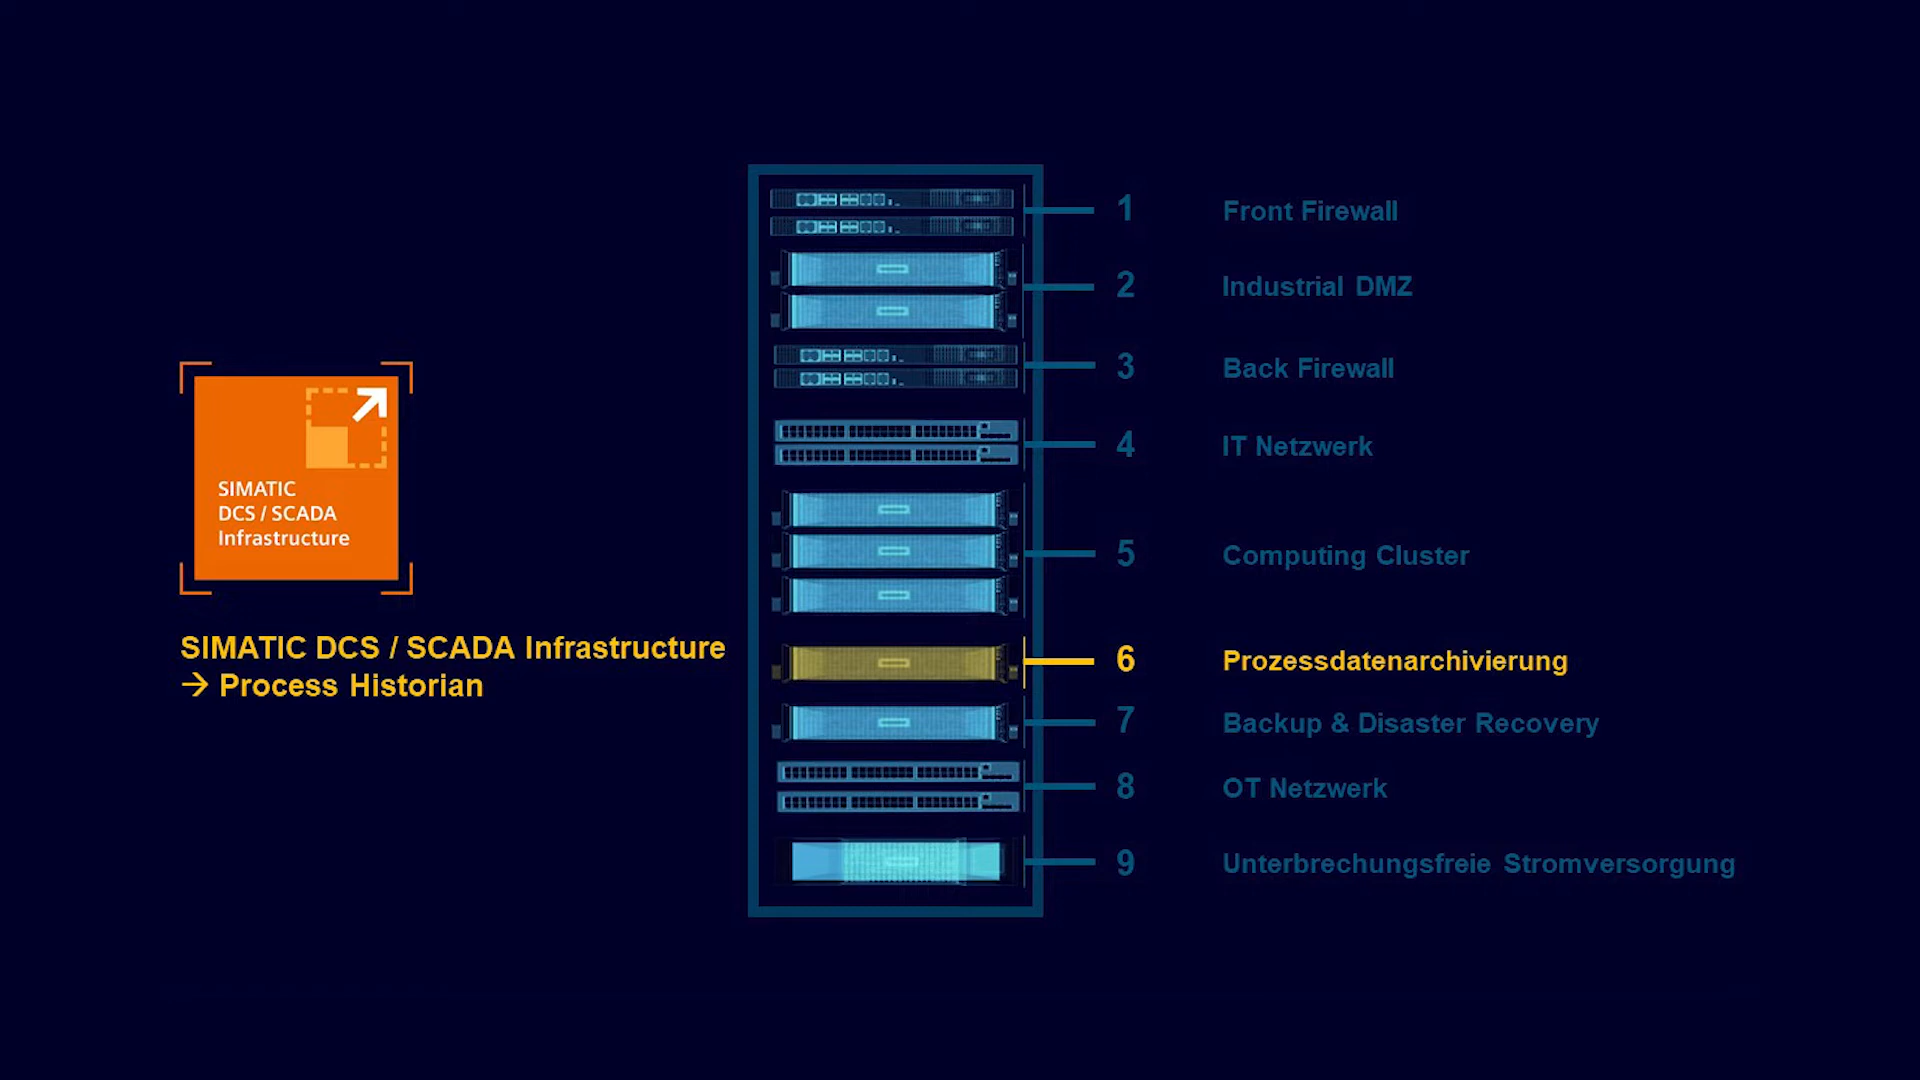 SIMATIC
DCS / SCADA
Infrastructure
SIMATIC DCS / SCADA Infrastructure
→ Process Historian
1 Front Firewall
2 Industrial DMZ
3 Back Firewall
4 IT Netzwerk
5 Computing Cluster
6 Prozessdatenarchivierung
7 Backup & Disaster Recovery
8 OT Netzwerk
9 Unterbrechungsfreie Stromversorgung